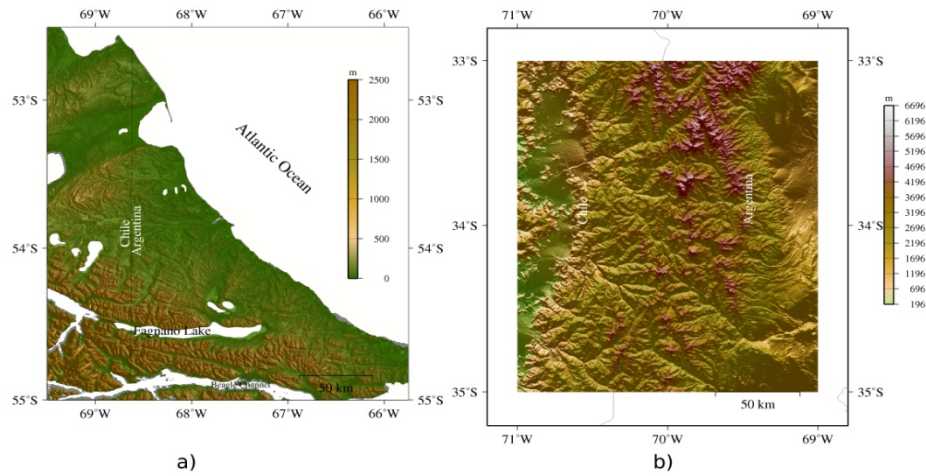 69°W 68°W 67°W 66°W
m
2500
2000
1500
1000
500
0
53°S
54°S
55°S
Atlantic Ocean
Chile
Argentina
Fagnano Lake
Beagle Channel
50 km
53°S
54°S
55°S
69°W 68°W 67°W 66°W
a)
71°W 70°W 69°W
33°S
34°S
35°S
Chile
Argentina
33°S
34°S
35°S
m
6696
6196
5696
5196
4696
4196
3696
3196
2696
2196
1696
1196
696
196
50 km
71°W 70°W 69°W
b)